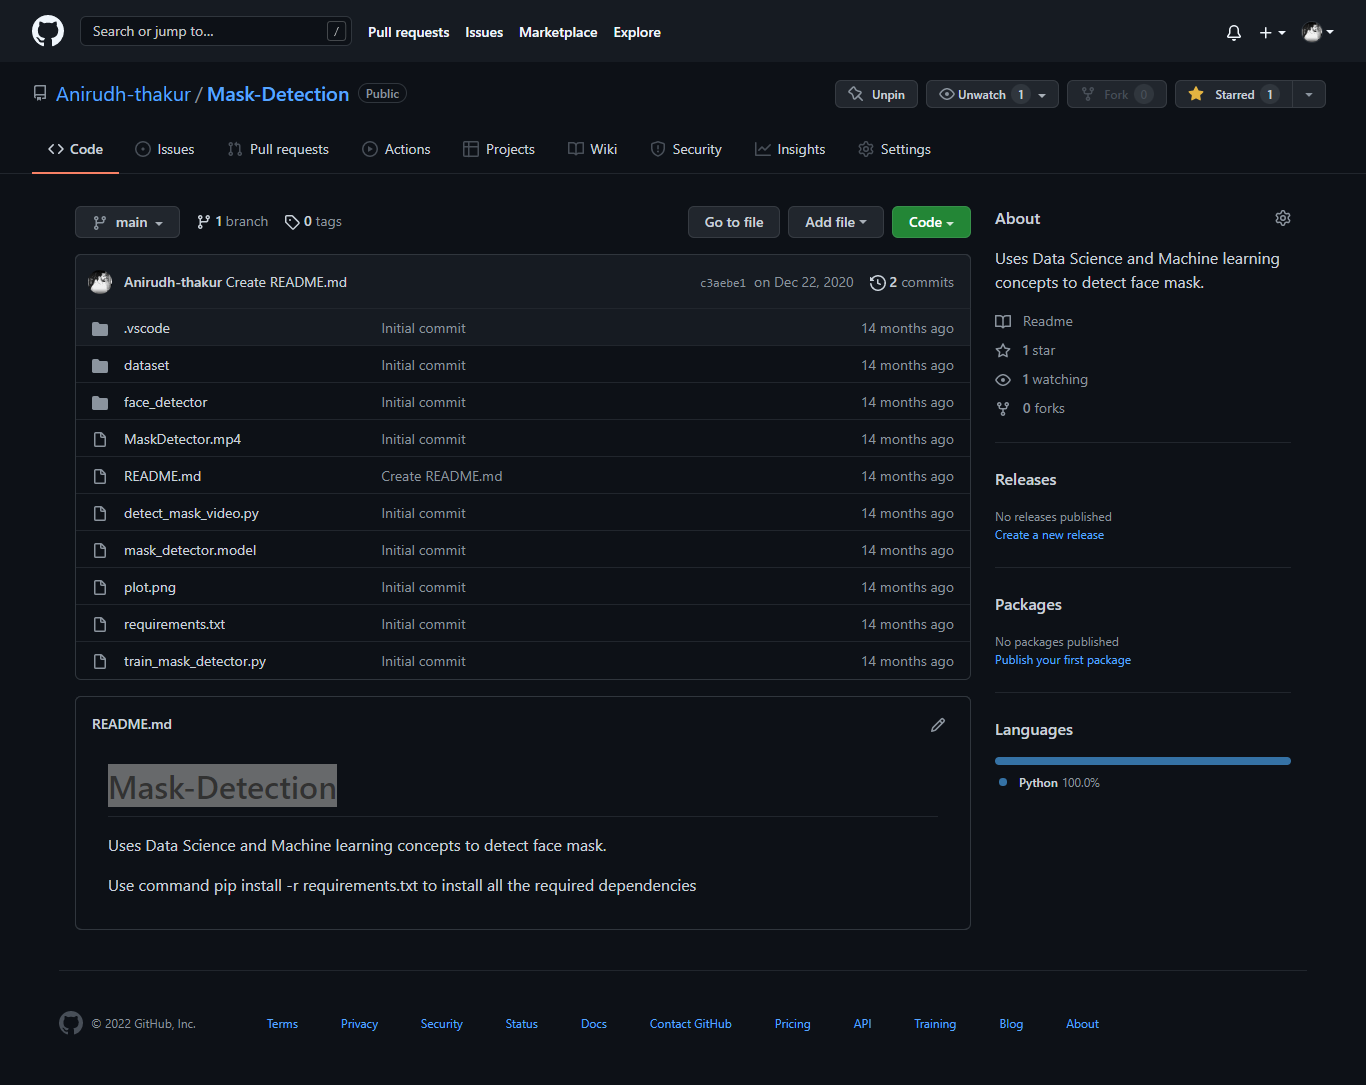 Search or jump to... /
Pull requests Issues Marketplace Explore
Anirudh-thakur / Mask-Detection Public
Unpin Unwatch 1 Fork 0 Starred 1
Code Issues Pull requests Actions Projects Wiki Security Insights Settings
main 1 branch 0 tags Go to file Add file Code
Anirudh-thakur Create README.md c3aebe1 on Dec 22, 2020 2 commits
.vscode Initial commit 14 months ago
dataset Initial commit 14 months ago
face_detector Initial commit 14 months ago
MaskDetector.mp4 Initial commit 14 months ago
README.md Create README.md 14 months ago
detect_mask_video.py Initial commit 14 months ago
mask_detector.model Initial commit 14 months ago
plot.png Initial commit 14 months ago
requirements.txt Initial commit 14 months ago
train_mask_detector.py Initial commit 14 months ago
README.md
Mask-Detection
Uses Data Science and Machine learning concepts to detect face mask.
Use command pip install -r requirements.txt to install all the required dependencies
About
Uses Data Science and Machine learning
concepts to detect face mask.
Readme
1 star
1 watching
0 forks
Releases
No releases published
Create a new release
Packages
No packages published
Publish your first package
Languages
Python 100.0%
© 2022 GitHub, Inc. Terms Privacy Security Status Docs Contact GitHub Pricing API Training Blog About